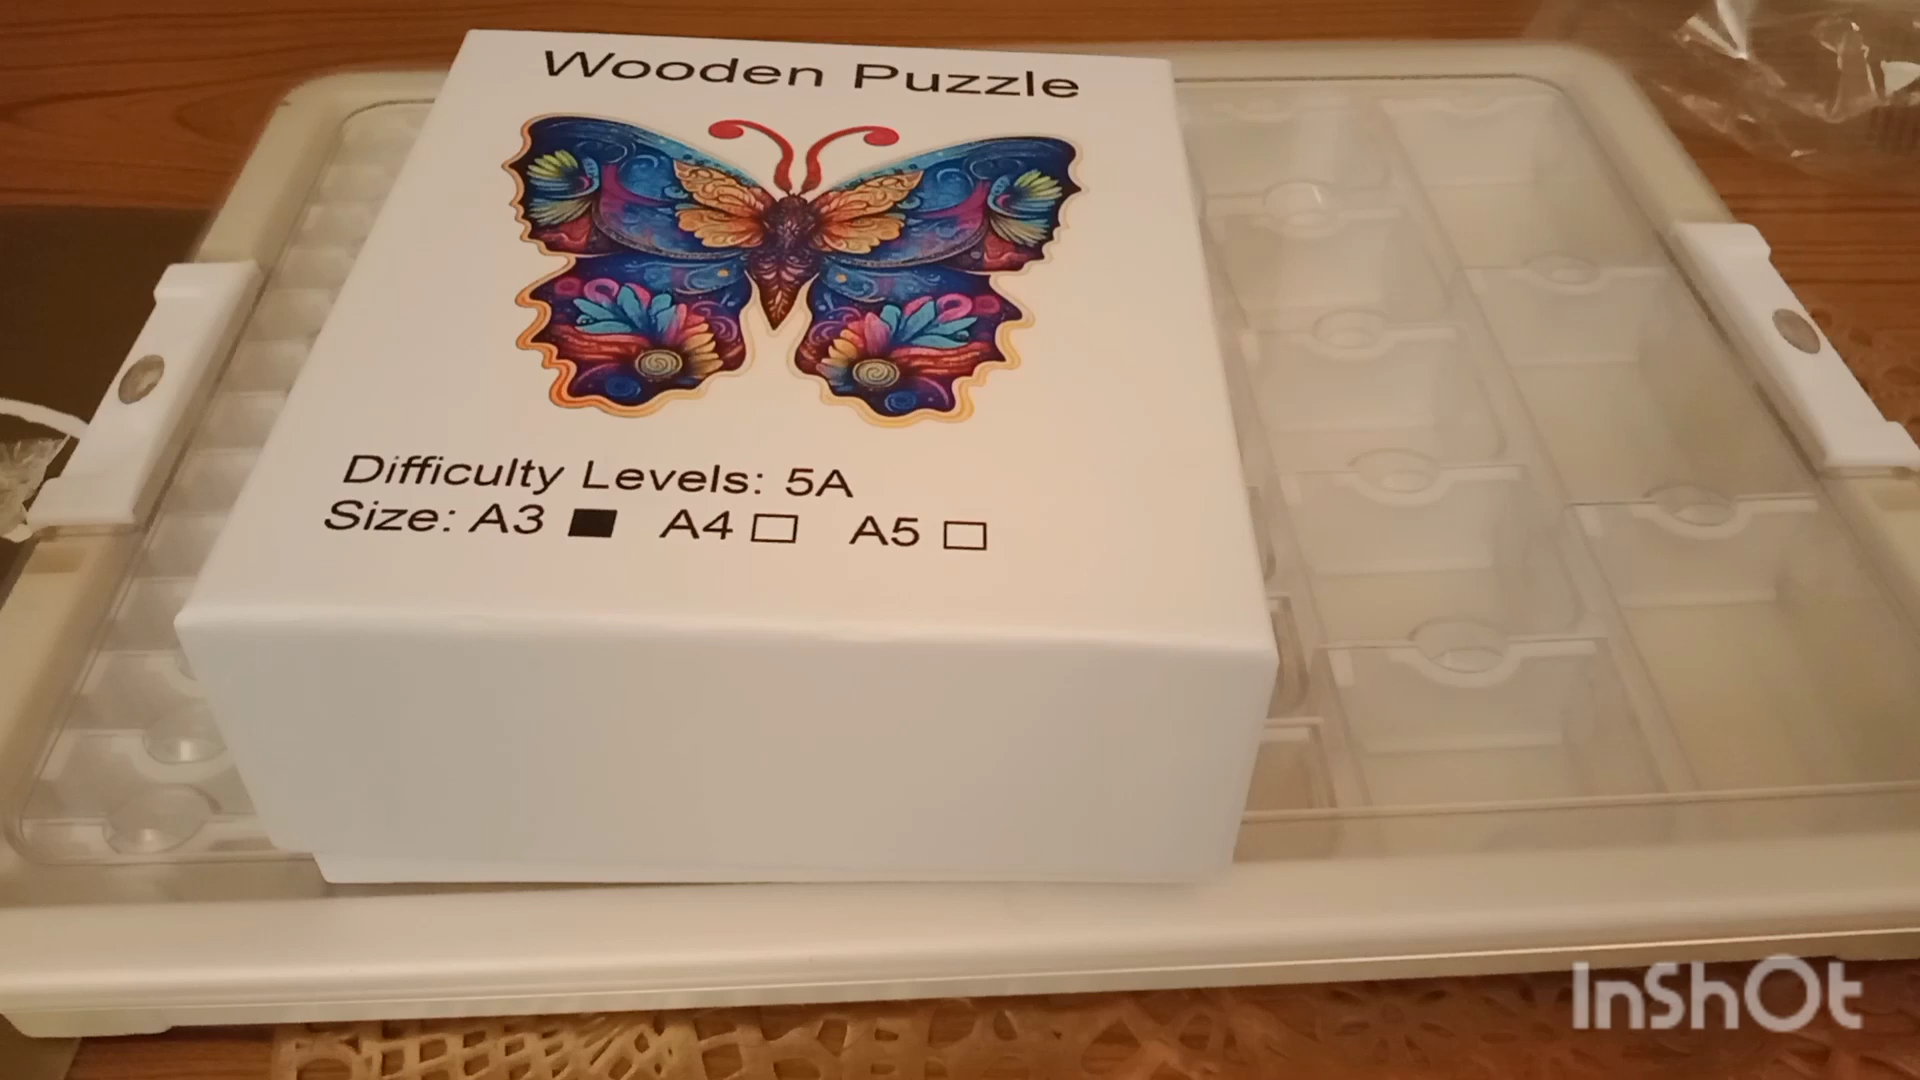 Wooden Puzzle
Difficulty Levels: 5A
Size: A3 ■ A4 □ A5 □
InShOt